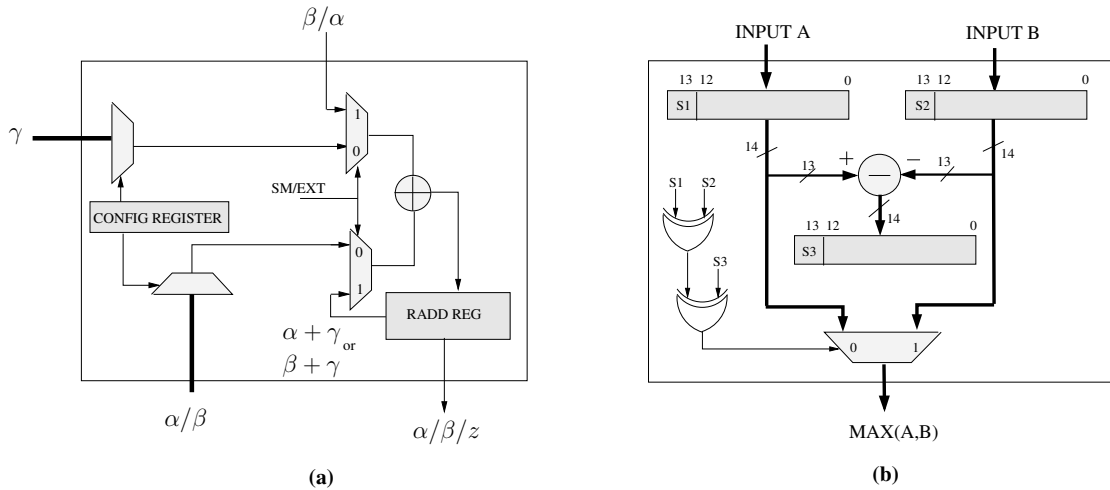 β/α
γ
1
0
SM/EXT
CONFIG REGISTER
0
1
RADD REG
α + γ or
β + γ
α/β
α/β/z
(a)
INPUT A
INPUT B
13 12 0
13 12 0
S1
S2
14
14
13
13
+
−
—
S1 S2
14
13 12 0
S3
S3
0 1
MAX(A,B)
(b)